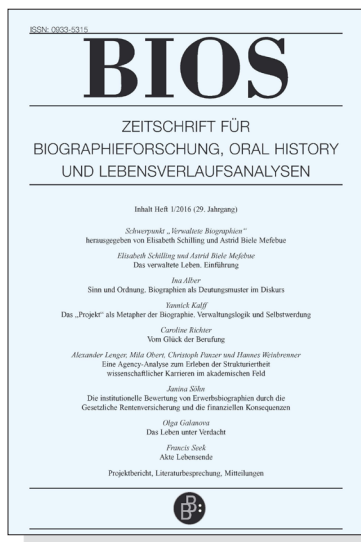 ISSN: 0933-5315
BIOS
ZEITSCHRIFT FÜR
BIOGRAPHIEFORSCHUNG, ORAL HISTORY
UND LEBENSVERLAUFSANALYSEN
Inhalt Heft 1/2016 (29. Jahrgang)
Schwerpunkt „Verwaltete Biographien“
herausgegeben von Elisabeth Schilling und Astrid Biele Mefebue
Elisabeth Schilling und Astrid Biele Mefebue
Das verwaltete Leben. Einführung
Ina Alber
Sinn und Ordnung. Biographien als Deutungsmuster im Diskurs
Yannick Kalff
Das „Projekt“ als Metapher der Biographie. Verwaltungslogik und Selbstwerdung
Caroline Richter
Vom Glück der Berufung
Alexander Lenger, Mila Obert, Christoph Panzer und Hannes Weinbrenner
Eine Agency-Analyse zum Erleben der Strukturiertheit
wissenschaftlicher Karrieren im akademischen Feld
Janina Söhn
Die institutionelle Bewertung von Erwerbsbiographien durch die
Gesetzliche Rentenversicherung und die finanziellen Konsequenzen
Olga Galanova
Das Leben unter Verdacht
Francis Seek
Akte Lebensende
Projektbericht, Literaturbesprechung, Mitteilungen